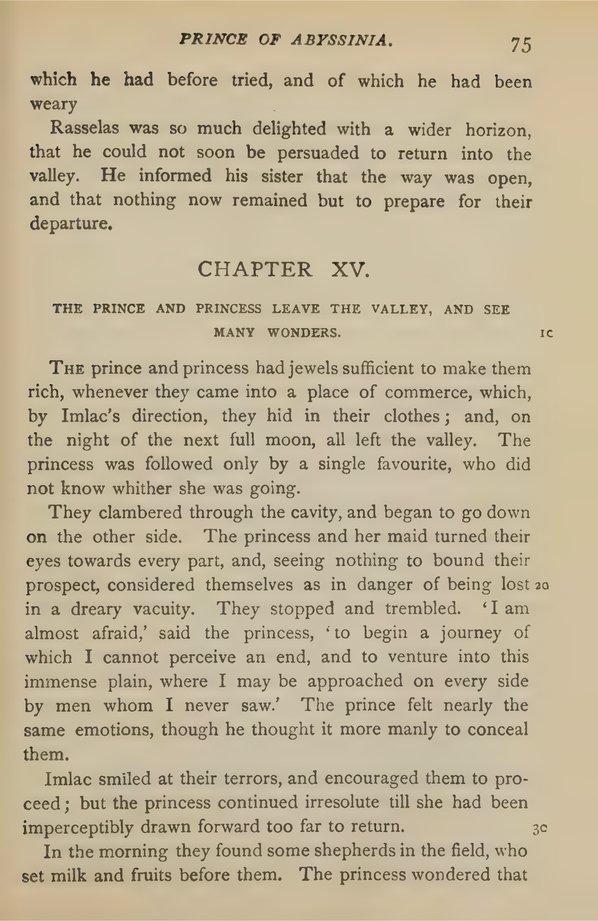 PRINCE OF ABYSSINIA. 75
which he had before tried, and of which he had been
weary
Rasselas was so much delighted with a wider horizon,
that he could not soon be persuaded to return into the
valley. He informed his sister that the way was open,
and that nothing now remained but to prepare for their
departure.
CHAPTER XV.
THE PRINCE AND PRINCESS LEAVE THE VALLEY, AND SEE
MANY WONDERS. 10
THE prince and princess had jewels sufficient to make them
rich, whenever they came into a place of commerce, which,
by Imlac's direction, they hid in their clothes; and, on
the night of the next full moon, all left the valley. The
princess was followed only by a single favourite, who did
not know whither she was going.
They clambered through the cavity, and began to go down
on the other side. The princess and her maid turned their
eyes towards every part, and, seeing nothing to bound their
prospect, considered themselves as in danger of being lost 20
in a dreary vacuity. They stopped and trembled. ‘I am
almost afraid,’ said the princess, ‘to begin a journey of
which I cannot perceive an end, and to venture into this
immense plain, where I may be approached on every side
by men whom I never saw.’ The prince felt nearly the
same emotions, though he thought it more manly to conceal
them.
Imlac smiled at their terrors, and encouraged them to pro-
ceed; but the princess continued irresolute till she had been
imperceptibly drawn forward too far to return. 30
In the morning they found some shepherds in the field, who
set milk and fruits before them. The princess wondered that